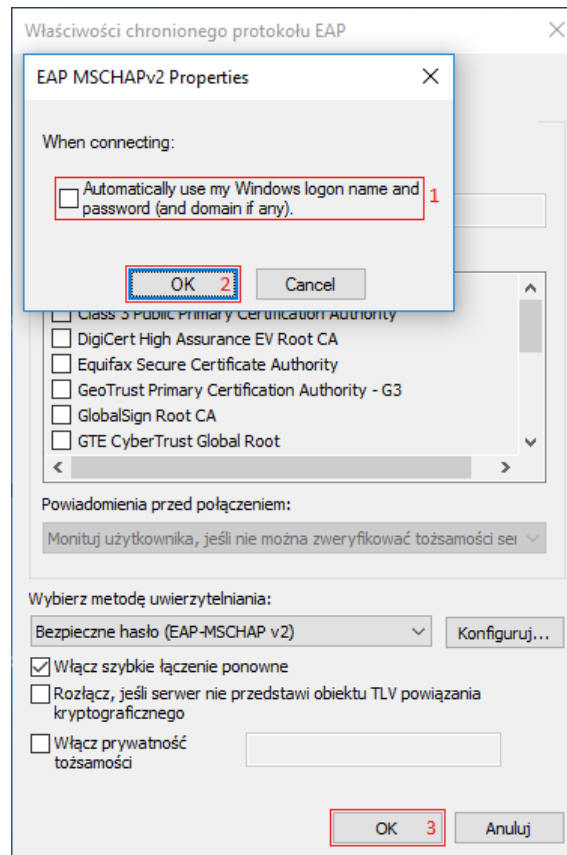 Właściwości chronionego protokołu EAP
EAP MSCHAPv2 Properties
When connecting:
Automatically use my Windows logon name and
password (and domain if any).
1
OK 2
Cancel
Class 3 Public Primary Certification Authority
DigiCert High Assurance EV Root CA
Equifax Secure Certificate Authority
GeoTrust Primary Certification Authority - G3
GlobalSign Root CA
GTE CyberTrust Global Root
Powiadomienia przed połączeniem:
Monituj użytkownika, jeśli nie można zweryfikować tożsamości
Wybierz metodę uwierzytelniania:
Bezpieczne hasło (EAP-MSCHAP v2)
Konfiguruj...
Włącz szybkie łączenie ponowne
Rozłącz, jeśli serwer nie przedstawi obiektu TLV powiązania
kryptograficznego
Włącz prywatność
tożsamości
OK 3
Anuluj